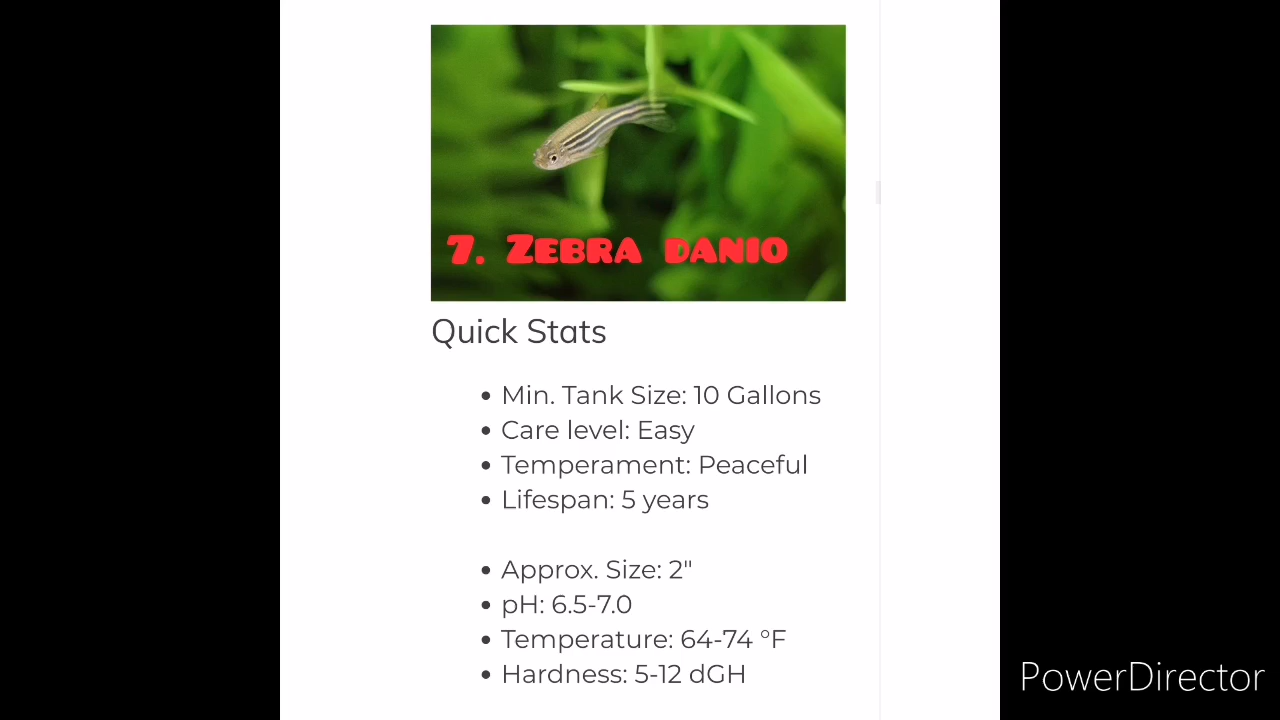 7. Zebra danio
Quick Stats
• Min. Tank Size: 10 Gallons
• Care level: Easy
• Temperament: Peaceful
• Lifespan: 5 years
• Approx. Size: 2"
• pH: 6.5-7.0
• Temperature: 64-74 °F
• Hardness: 5-12 dGH
PowerDirector